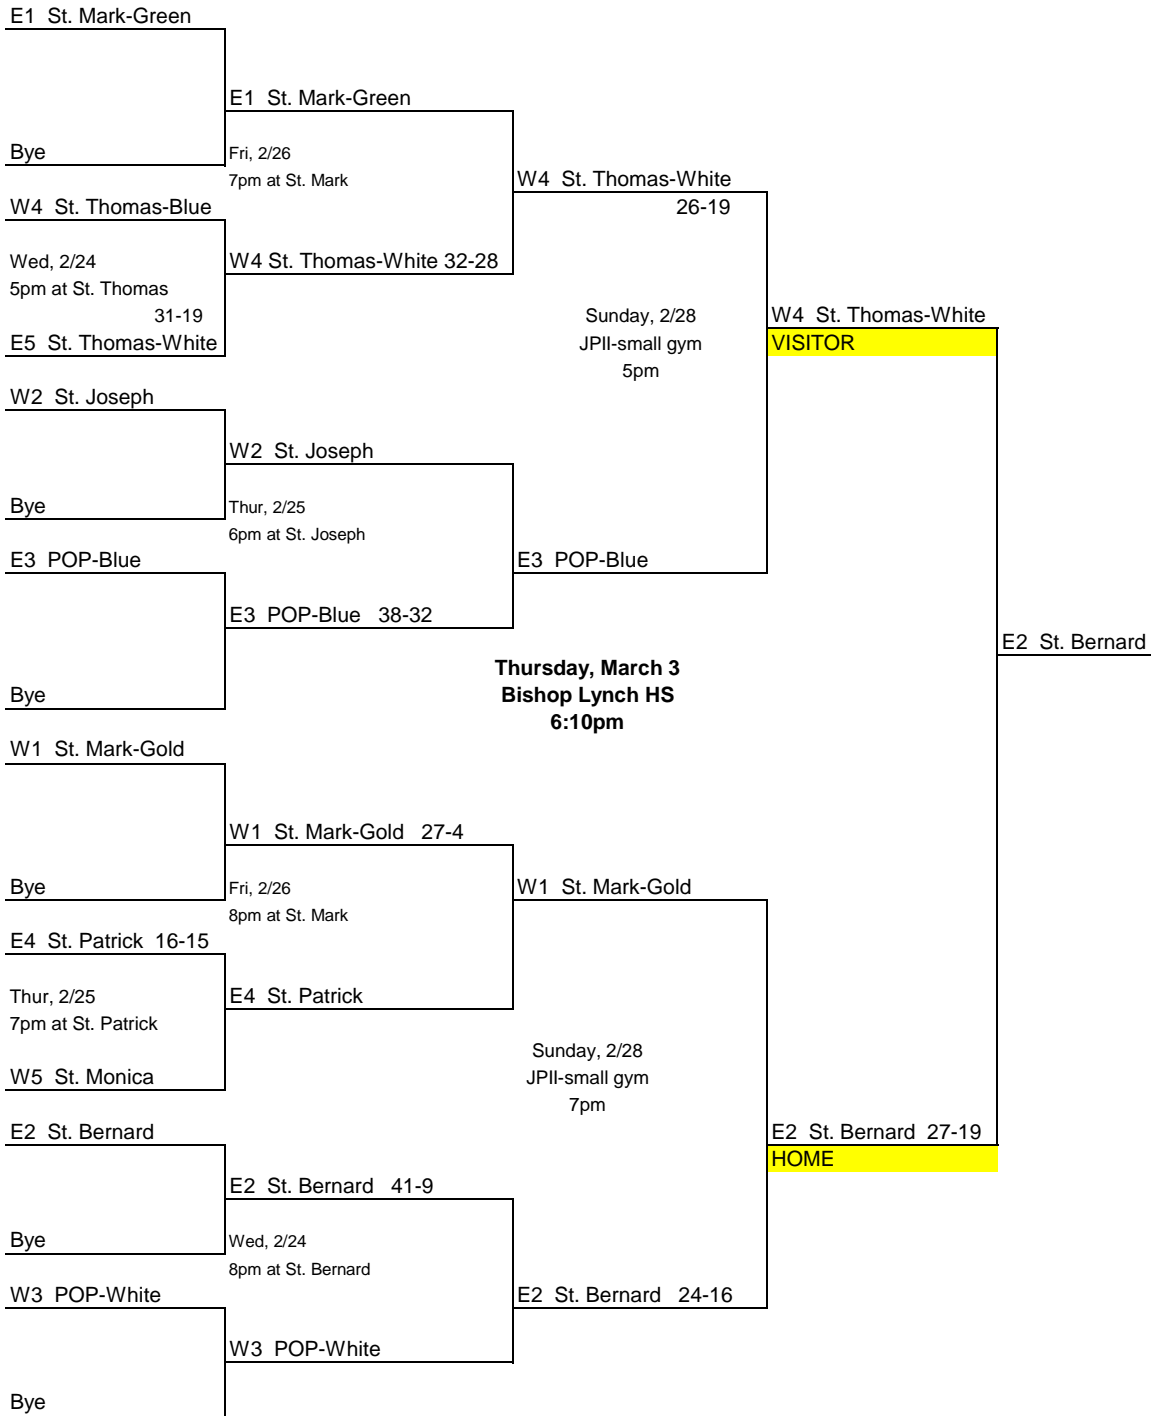 E1 St. Mark-Green
E1 St. Mark-Green
Bye
Fri, 2/26
7pm at St. Mark
W4 St. Thomas-White
26-19
W4 St. Thomas-Blue
Wed, 2/24
5pm at St. Thomas
31-19
W4 St. Thomas-White 32-28
E5 St. Thomas-White
Sunday, 2/28
JPII-small gym
5pm
W4 St. Thomas-White
VISITOR
W2 St. Joseph
W2 St. Joseph
Bye
Thur, 2/25
6pm at St. Joseph
E3 POP-Blue
E3 POP-Blue
E3 POP-Blue 38-32
E2 St. Bernard
Thursday, March 3
Bishop Lynch HS
6:10pm
Bye
W1 St. Mark-Gold
W1 St. Mark-Gold 27-4
Bye
Fri, 2/26
8pm at St. Mark
W1 St. Mark-Gold
E4 St. Patrick 16-15
Thur, 2/25
7pm at St. Patrick
E4 St. Patrick
Sunday, 2/28
JPII-small gym
7pm
W5 St. Monica
E2 St. Bernard
E2 St. Bernard 27-19
HOME
E2 St. Bernard 41-9
Bye
Wed, 2/24
8pm at St. Bernard
W3 POP-White
E2 St. Bernard 24-16
W3 POP-White
Bye